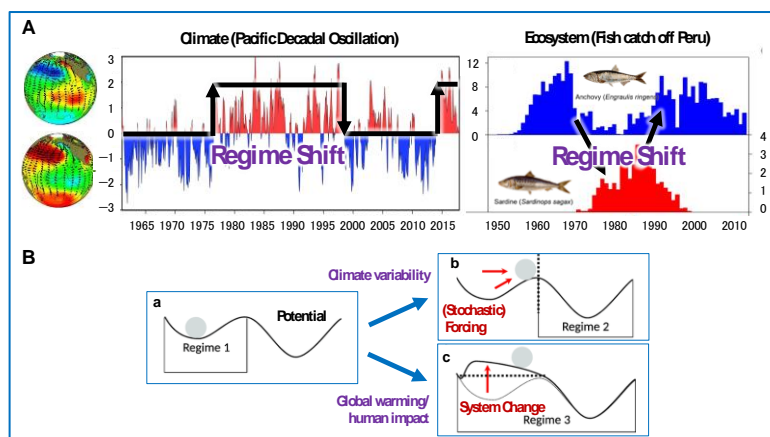 A
Climate (Pacific Decadal Oscillation)
3
2
1
0
−1
−2
−3
Regime Shift
1965 1970 1975 1980 1985 1990 1995 2000 2005 2010 2015
Ecosystem (Fish catch off Peru)
12
8
4
0
Anchovy (Engraulis ringens)
Regime Shift
4
3
2
1
0
Sardine (Sardinops sagax)
1950 1960 1970 1980 1990 2000 2010
B
a
Potential
Regime 1
Climate variability
Global warming/
human impact
b
(Stochastic)
Forcing
Regime 2
c
System Change
Regime 3